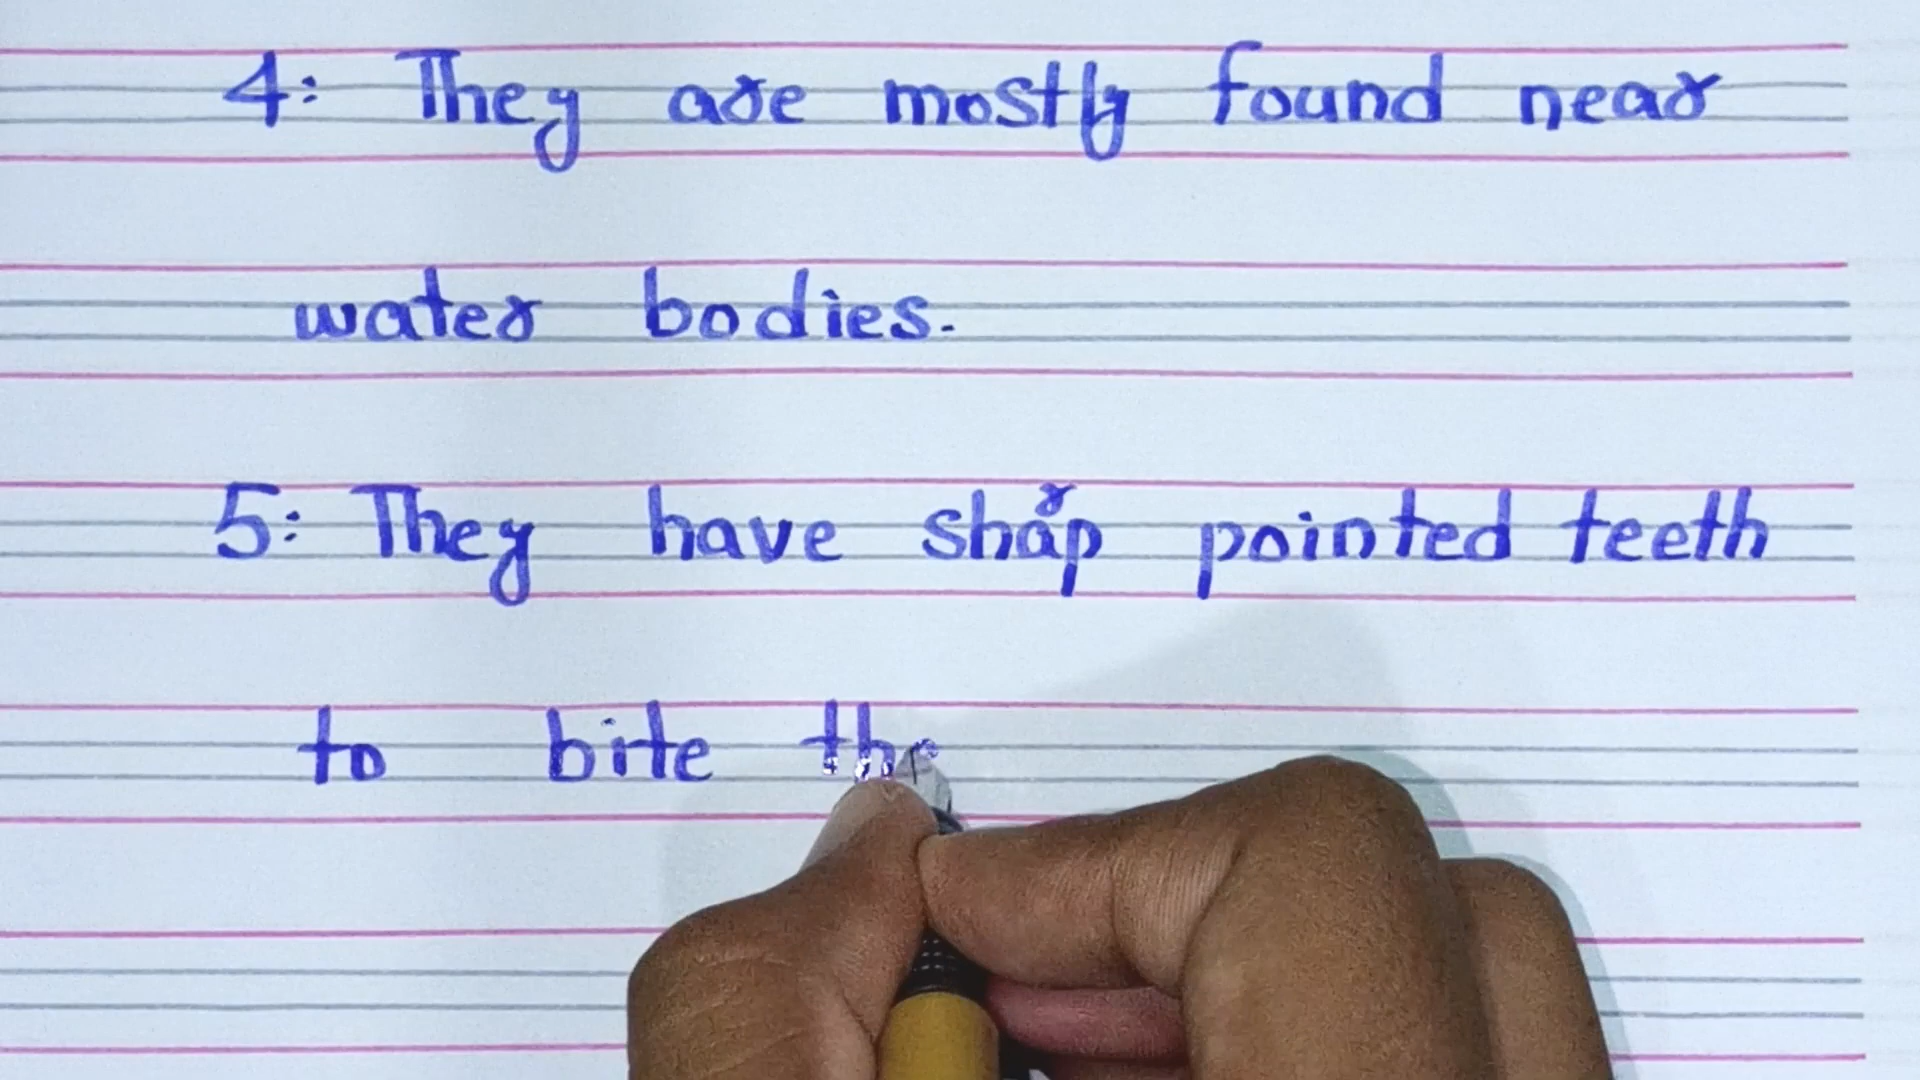 4: They are mostly found near
water bodies.
5: They have sharp pointed teeth
to bite